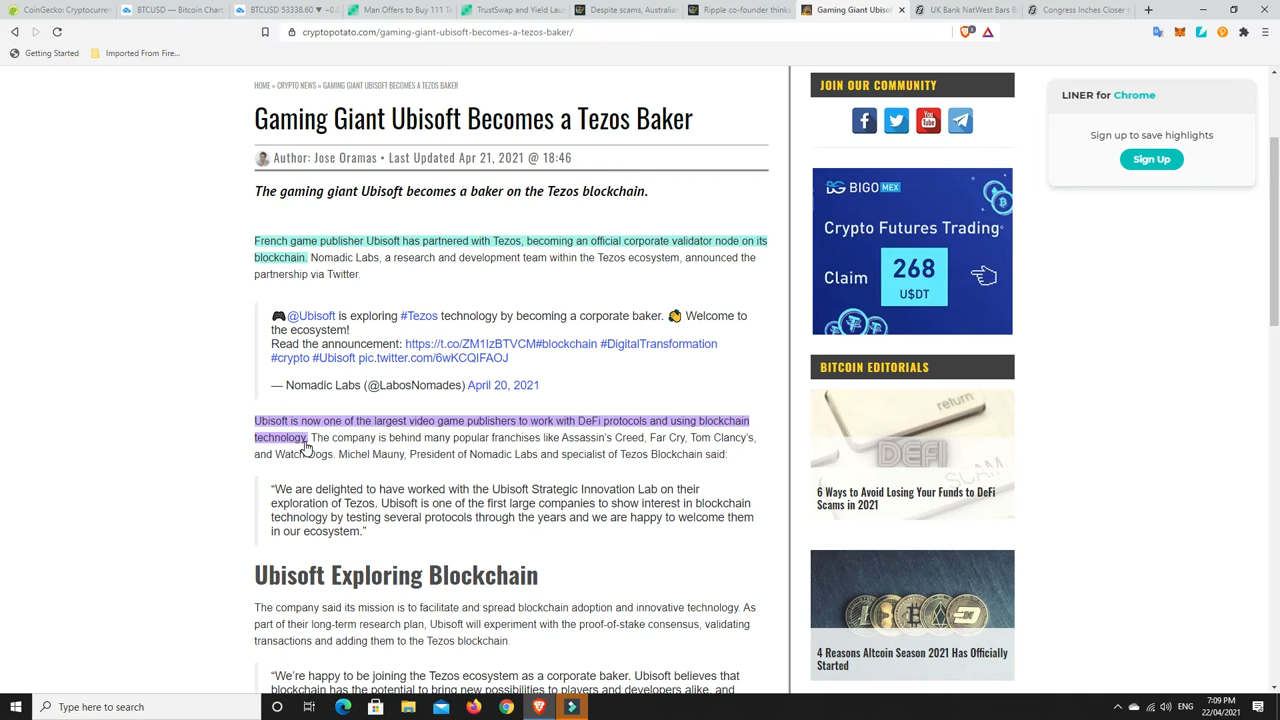 CoinGecko: Cryptocurrenc
BTCUSD — Bitcoin Chart
BTCUSD 53330.6 ▼ −0.
Man Offers to Buy 111 Te
TrustSwap and Yield Laun
Despite scams, Australian
Ripple co-founder thinks
Gaming Giant Ubisoft
UK Bank NatWest Bars B
Congress Inches Closer t
cryptopotato.com/gaming-giant-ubisoft-becomes-a-tezos-baker/
Getting Started
Imported From Fire...
HOME » CRYPTO NEWS » GAMING GIANT UBISOFT BECOMES A TEZOS BAKER
Gaming Giant Ubisoft Becomes a Tezos Baker
Author: Jose Oramas • Last Updated Apr 21, 2021 @ 18:46
The gaming giant Ubisoft becomes a baker on the Tezos blockchain.
French game publisher Ubisoft has partnered with Tezos, becoming an official corporate validator node on its
blockchain. Nomadic Labs, a research and development team within the Tezos ecosystem, announced the
partnership via Twitter.
🎮@Ubisoft is exploring #Tezos technology by becoming a corporate baker. 👏 Welcome to
the ecosystem!
Read the announcement: https://t.co/ZM1IzBTVCM#blockchain #DigitalTransformation
#crypto #Ubisoft pic.twitter.com/6wKCQIFAOJ
— Nomadic Labs (@LabosNomades) April 20, 2021
Ubisoft is now one of the largest video game publishers to work with DeFi protocols and using blockchain
technology. The company is behind many popular franchises like Assassin's Creed, Far Cry, Tom Clancy's,
and Watch Dogs. Michel Mauny, President of Nomadic Labs and specialist of Tezos Blockchain said:
“We are delighted to have worked with the Ubisoft Strategic Innovation Lab on their
exploration of Tezos. Ubisoft is one of the first large companies to show interest in blockchain
technology by testing several protocols through the years and we are happy to welcome them
in our ecosystem.”
Ubisoft Exploring Blockchain
The company said its mission is to facilitate and spread blockchain adoption and innovative technology. As
part of their long-term research plan, Ubisoft will experiment with the proof-of-stake consensus, validating
transactions and adding them to the Tezos blockchain.
“We're happy to be joining the Tezos ecosystem as a corporate baker. Ubisoft believes that
blockchain has the potential to bring new possibilities to players and developers alike, and
JOIN OUR COMMUNITY
You Tube
BIGO MEX
Crypto Futures Trading
Claim
268
U$DT
BITCOIN EDITORIALS
return
DEFI
SCAM
6 Ways to Avoid Losing Your Funds to DeFi
Scams in 2021
4 Reasons Altcoin Season 2021 Has Officially
Started
LINER for Chrome
Sign up to save highlights
Sign Up
Type here to search
ENG
7:09 PM
22/04/2021